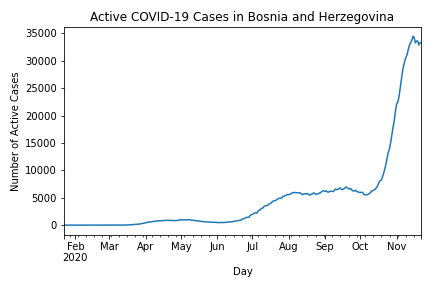 Active COVID-19 Cases in Bosnia and Herzegovina
35000
30000
25000
20000
15000
10000
5000
0
Number of Active Cases
Feb Mar Apr May Jun Jul Aug Sep Oct Nov
2020
Day